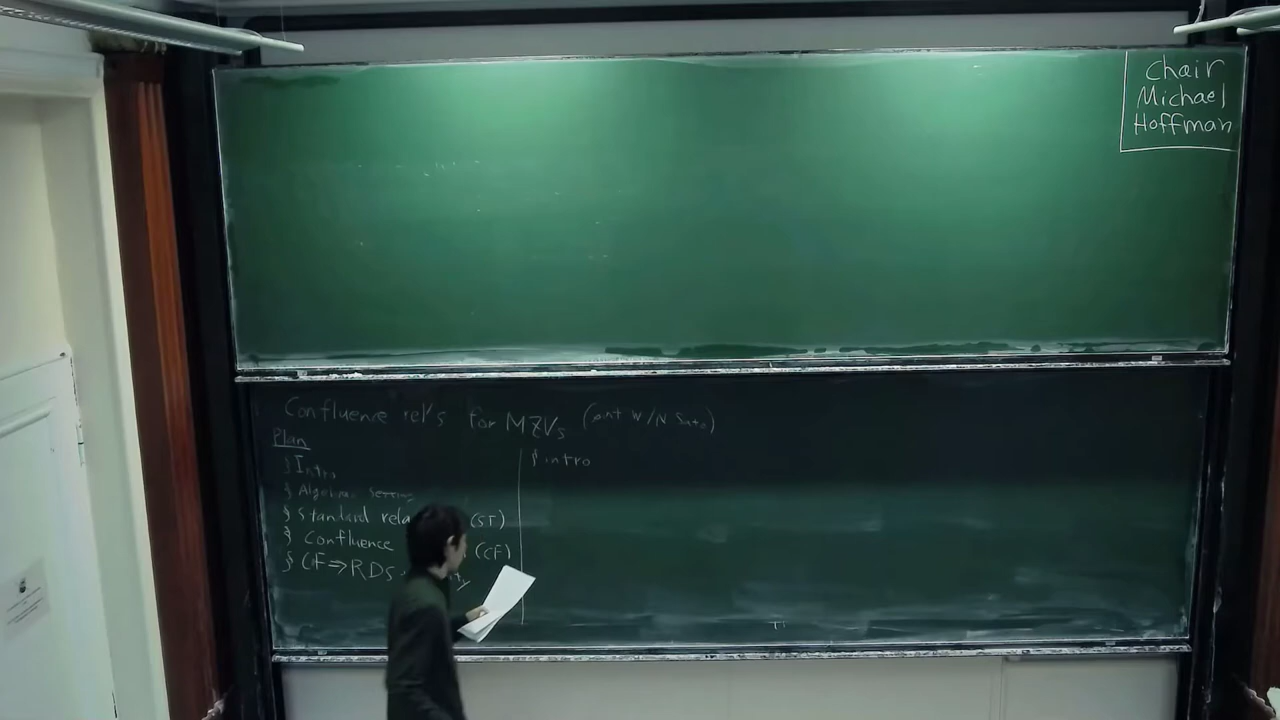 Chair
Michael
Hoffman
Confluence rel's for MZVs (joint w/N Sato)
Plan
§ Intro
§ Algebraic setting
§ Standard rela (ST)
§ Confluence (CF)
§ CF ⇒ RDS
§ intro